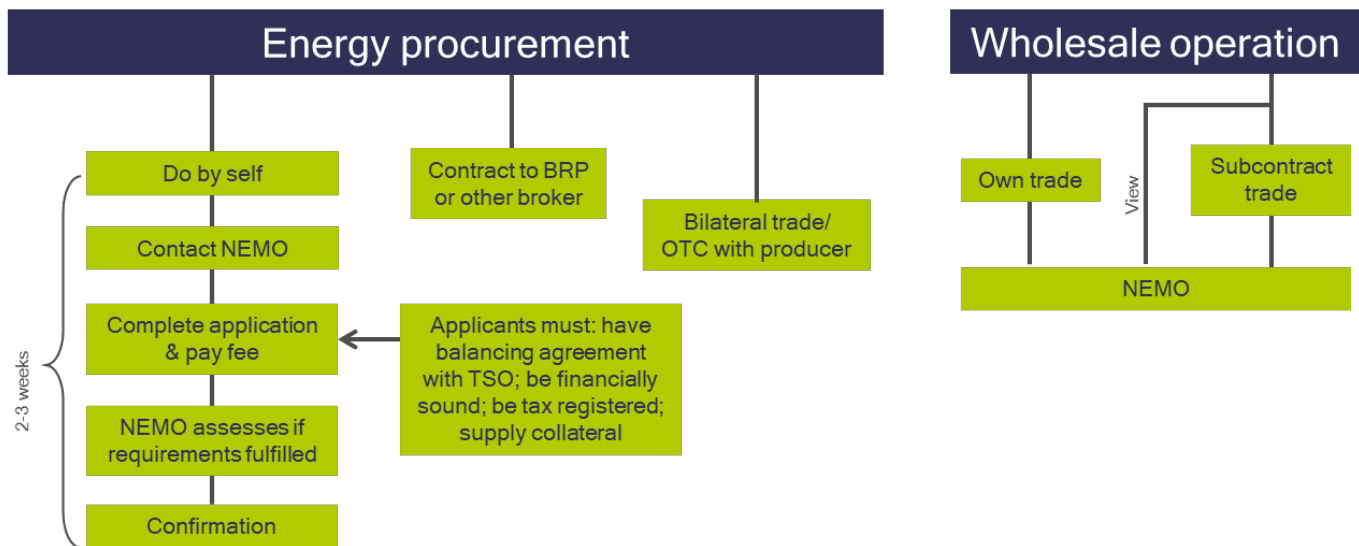 Energy procurement
Do by self
Contact NEMO
Complete application
& pay fee
NEMO assesses if
requirements fulfilled
Confirmation
2-3 weeks
Applicants must: have
balancing agreement
with TSO; be financially
sound; be tax registered;
supply collateral
Contract to BRP
or other broker
Bilateral trade/
OTC with producer
Wholesale operation
Own trade
View
Subcontract
trade
NEMO